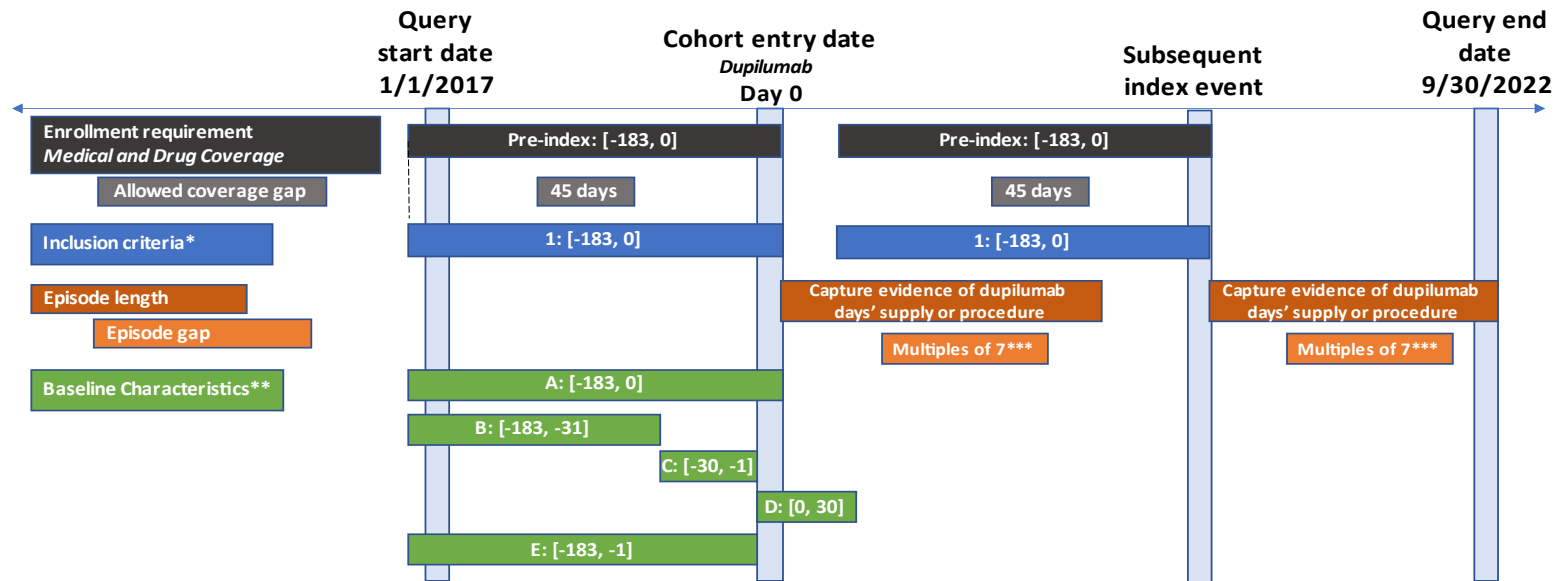 Query
start date
1/1/2017
Cohort entry date
Dupilumab
Day 0
Subsequent
index event
Query end
date
9/30/2022
Enrollment requirement
Medical and Drug Coverage
Pre-index: [-183, 0]
Pre-index: [-183, 0]
Allowed coverage gap
45 days
45 days
Inclusion criteria*
1: [-183, 0]
1: [-183, 0]
Episode length
Capture evidence of dupilumab
days' supply or procedure
Capture evidence of dupilumab
days' supply or procedure
Episode gap
Multiples of 7***
Multiples of 7***
Baseline Characteristics**
A: [-183, 0]
B: [-183, -31]
C: [-30, -1]
D: [0, 30]
E: [-183, -1]